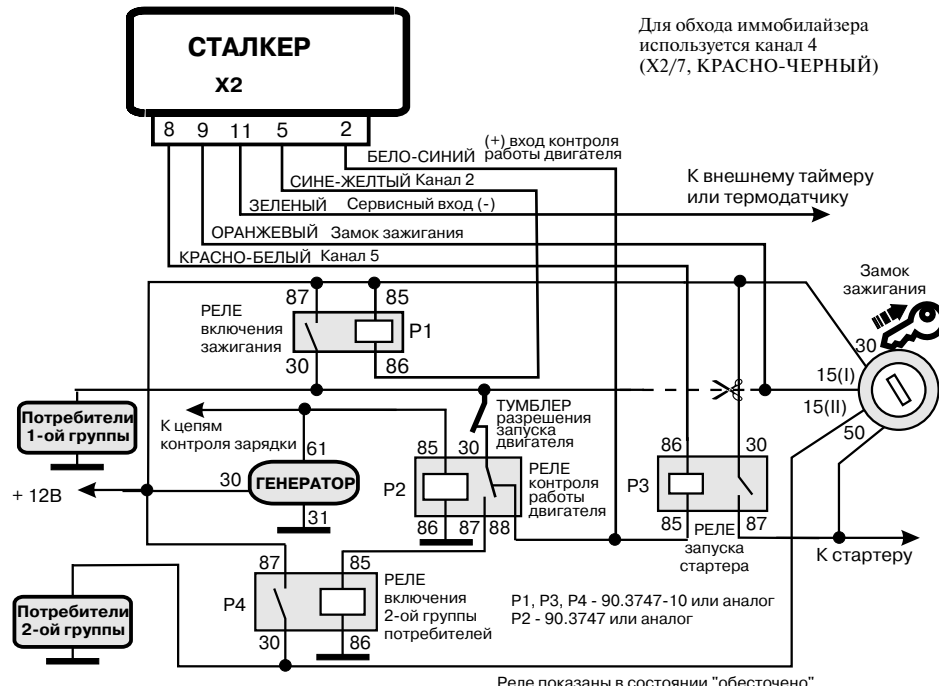 Для обхода иммобилайзера
используется канал 4
(X2/7, КРАСНО-ЧЕРНЫЙ)
СТАЛКЕР
X2
8 9 11 5 2
(+) вход контроля
БЕЛО-СИНИЙ работы двигателя
СИНЕ-ЖЕЛТЫЙ Канал 2
К внешнему таймеру
или термодатчику
ЗЕЛЕНЫЙ Сервисный вход (-)
ОРАНЖЕВЫЙ Замок зажигания
КРАСНО-БЕЛЫЙ Канал 5
Замок
зажигания
87 85
РЕЛЕ
включения
зажигания
P1
30 86
30
15(I)
15(II)
50
Потребители
1-ой группы
К цепям
контроля зарядки
ТУМБЛЕР
разрешения
запуска
двигателя
61
85 30
86 30
+ 12В
30
ГЕНЕРАТОР
31
P2
РЕЛЕ
контроля
работы
двигателя
86 87 88
P3
85 87
РЕЛЕ
запуска
стартера
К стартеру
87 85
P4
РЕЛЕ
включения
2-ой группы
потребителей
30 86
Потребители
2-ой группы
P1, P3, P4 - 90.3747-10 или аналог
P2 - 90.3747 или аналог
Реле показаны в состоянии "обесточено"